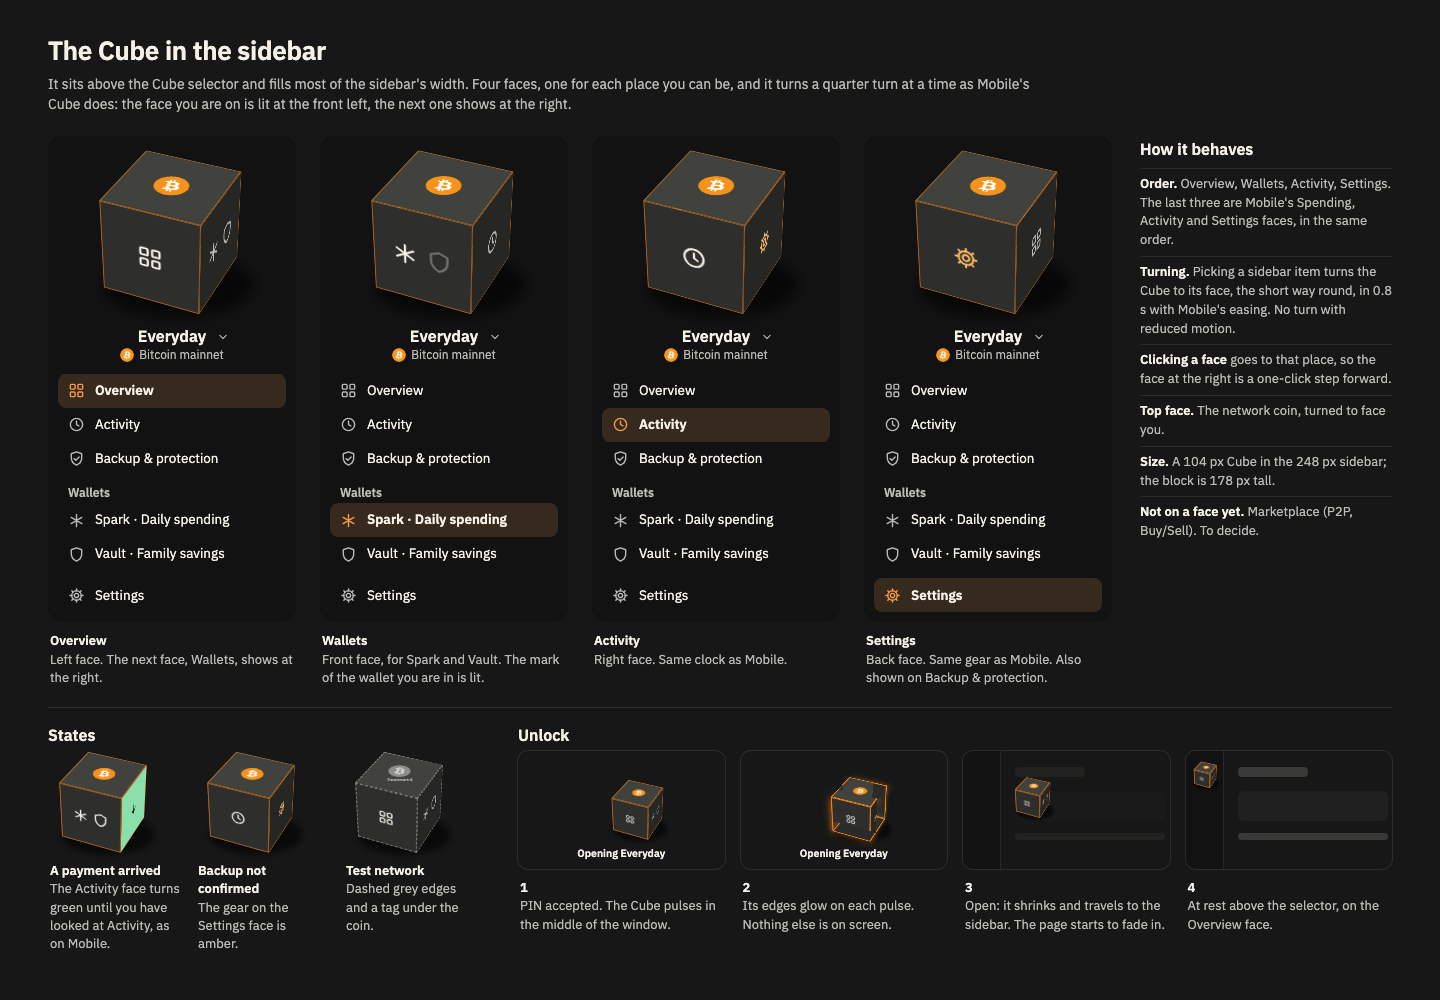 The Cube in the sidebar
It sits above the Cube selector and fills most of the sidebar's width. Four faces, one for each place you can be, and it turns a quarter turn at a time as Mobile's
Cube does: the face you are on is lit at the front left, the next one shows at the right.
Everyday
Bitcoin mainnet
Overview
Activity
Backup & protection
Wallets
Spark · Daily spending
Vault · Family savings
Settings
Overview
Left face. The next face, Wallets, shows at
the right.
Everyday
Bitcoin mainnet
Overview
Activity
Backup & protection
Wallets
Spark · Daily spending
Vault · Family savings
Settings
Wallets
Front face, for Spark and Vault. The mark
of the wallet you are in is lit.
Everyday
Bitcoin mainnet
Overview
Activity
Backup & protection
Wallets
Spark · Daily spending
Vault · Family savings
Settings
Activity
Right face. Same clock as Mobile.
Everyday
Bitcoin mainnet
Overview
Activity
Backup & protection
Wallets
Spark · Daily spending
Vault · Family savings
Settings
Settings
Back face. Same gear as Mobile. Also
shown on Backup & protection.
How it behaves
Order. Overview, Wallets, Activity, Settings.
The last three are Mobile's Spending,
Activity and Settings faces, in the same
order.
Turning. Picking a sidebar item turns the
Cube to its face, the short way round, in 0.8
s with Mobile's easing. No turn with
reduced motion.
Clicking a face goes to that place, so the
face at the right is a one-click step forward.
Top face. The network coin, turned to face
you.
Size. A 104 px Cube in the 248 px sidebar;
the block is 178 px tall.
Not on a face yet. Marketplace (P2P,
Buy/Sell). To decide.
States
A payment arrived
The Activity face turns
green until you have
looked at Activity, as
on Mobile.
Backup not
confirmed
The gear on the
Settings face is
amber.
Test network
Dashed grey edges
and a tag under the
coin.
Unlock
Opening Everyday
1
PIN accepted. The Cube pulses in
the middle of the window.
Opening Everyday
2
Its edges glow on each pulse.
Nothing else is on screen.
3
Open: it shrinks and travels to the
sidebar. The page starts to fade in.
4
At rest above the selector, on the
Overview face.